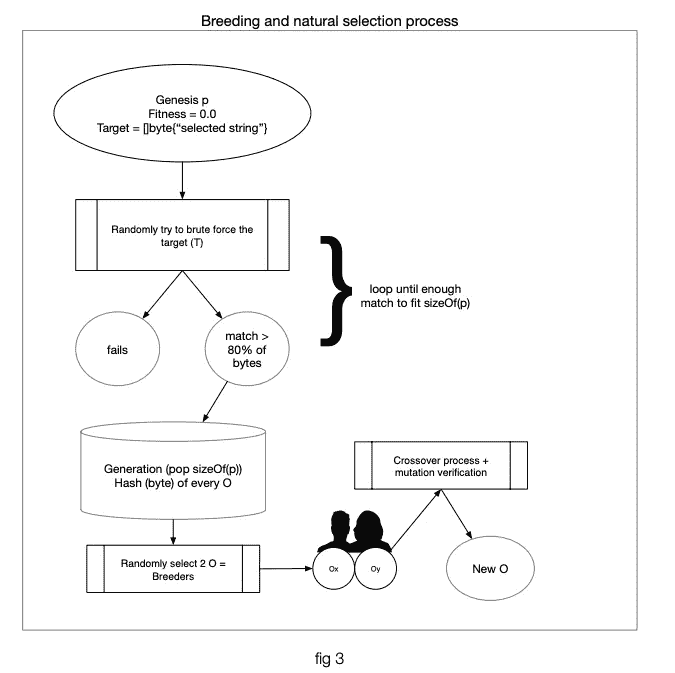 Breeding and natural selection process
Genesis p
Fitness = 0.0
Target = []byte{“selected string”}
Randomly try to brute force the
target (T)
loop until enough
match to fit sizeOf(p)
fails
match >
80% of
bytes
Generation (pop sizeOf(p))
Hash (byte) of every O
Crossover process +
mutation verification
Randomly select 2 O =
Breeders
Ox
Oy
New O
fig 3